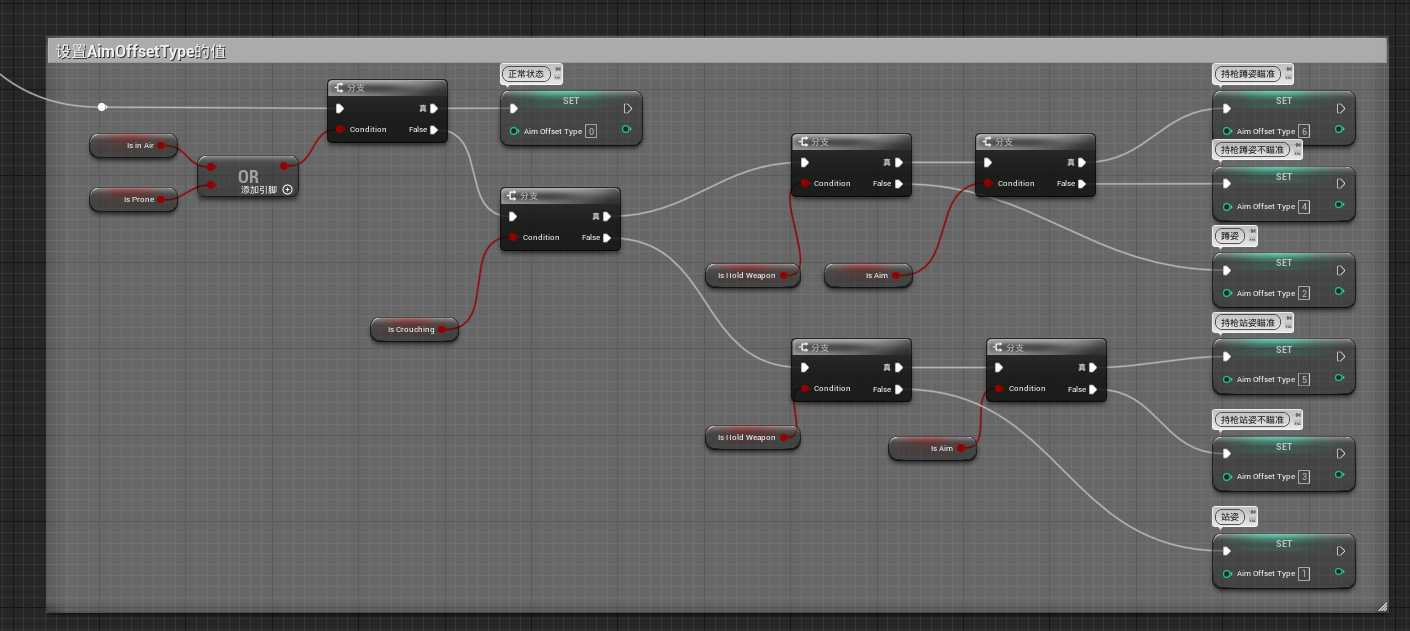 设置AimOffsetType的值
分支
真
Condition
False
Is in Air
Is Prone
OR
添加引脚
正常状态
SET
Aim Offset Type 0
分支
真
Condition
False
Is Crouching
分支
真
Condition
False
Is Hold Weapon
分支
真
Condition
False
Is Aim
持枪蹲姿瞄准
SET
Aim Offset Type 6
持枪蹲姿不瞄准
SET
Aim Offset Type 4
蹲姿
SET
Aim Offset Type 2
分支
真
Condition
False
Is Hold Weapon
分支
真
Condition
False
Is Aim
持枪站姿瞄准
SET
Aim Offset Type 5
持枪站姿不瞄准
SET
Aim Offset Type 3
站姿
SET
Aim Offset Type 1